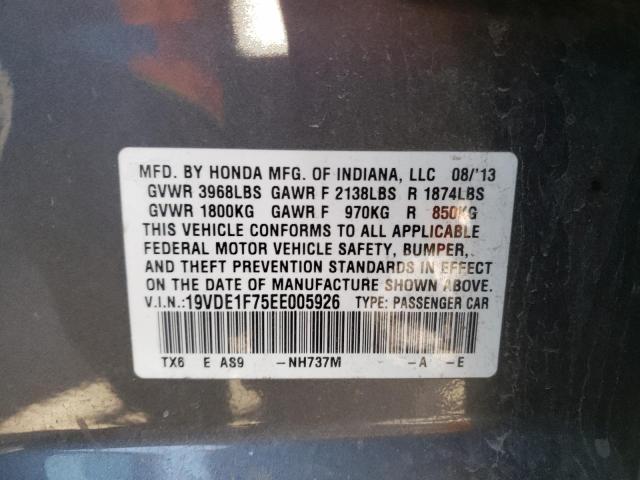 MFD. BY HONDA MFG. OF INDIANA, LLC 08/'13
GVWR 3968LBS GAWR F 2138LBS R 1874LBS
GVWR 1800KG GAWR F 970KG R 850KG
THIS VEHICLE CONFORMS TO ALL APPLICABLE
FEDERAL MOTOR VEHICLE SAFETY, BUMPER,
AND THEFT PREVENTION STANDARDS IN EFFECT
ON THE DATE OF MANUFACTURE SHOWN ABOVE.
V.I.N.:19VDE1F75EE005926 TYPE: PASSENGER CAR
TX6 E AS9 -NH737M -A -E